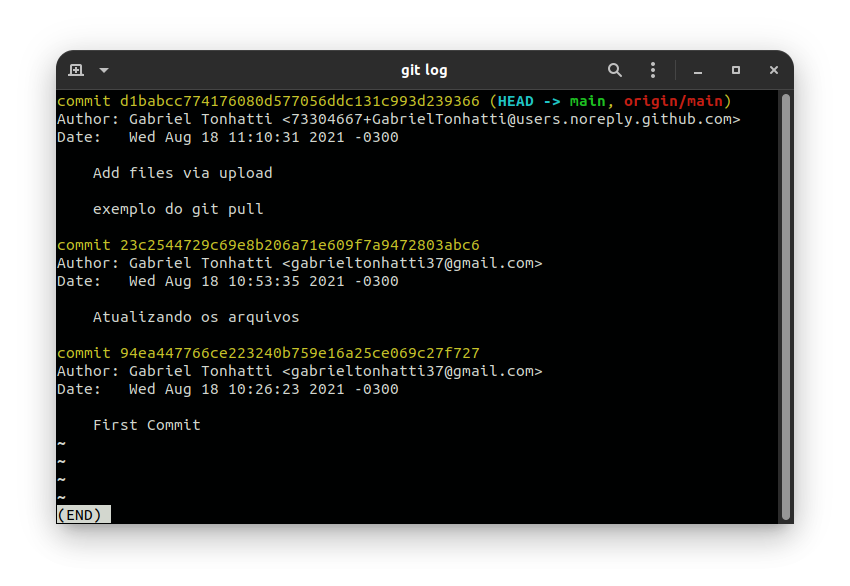 git log
commit d1babcc774176080d577056ddc131c993d239366 (HEAD -> main, origin/main)
Author: Gabriel Tonhatti <73304667+GabrielTonhatti@users.noreply.github.com>
Date:   Wed Aug 18 11:10:31 2021 -0300
Add files via upload
exemplo do git pull
commit 23c2544729c69e8b206a71e609f7a9472803abc6
Author: Gabriel Tonhatti <gabrieltonhatti37@gmail.com>
Date:   Wed Aug 18 10:53:35 2021 -0300
Atualizando os arquivos
commit 94ea447766ce223240b759e16a25ce069c27f727
Author: Gabriel Tonhatti <gabrieltonhatti37@gmail.com>
Date:   Wed Aug 18 10:26:23 2021 -0300
First Commit
~
~
~
~
(END)